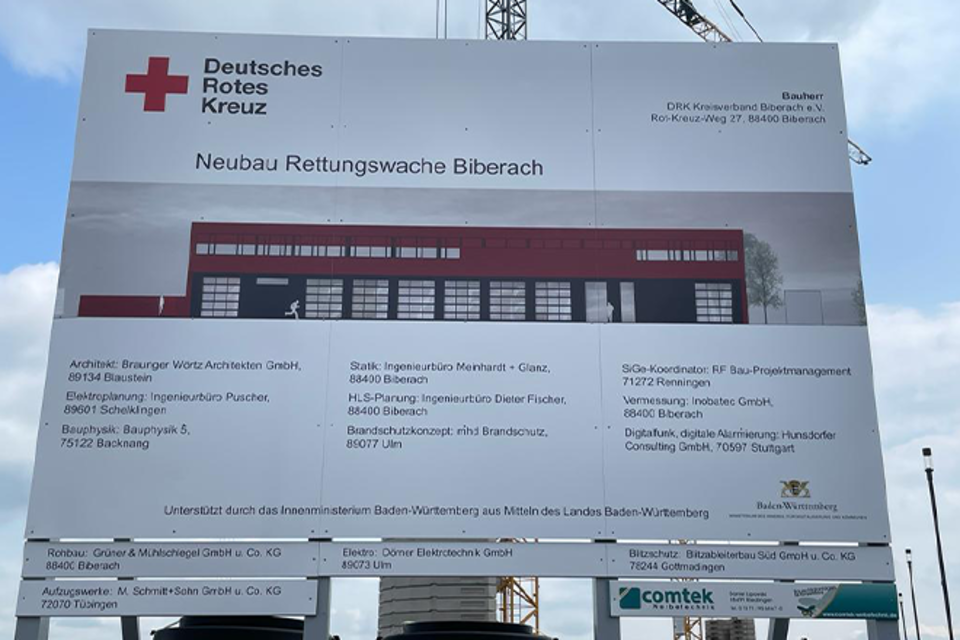 Deutsches
Rotes
Kreuz
Bauherr
DRK Kreisverband Biberach e.V.
Rot-Kreuz-Weg 27, 88400 Biberach
Neubau Rettungswache Biberach
Architekt: Braunger Wörtz Architekten GmbH,
89134 Blaustein
Elektroplanung: Ingenieurbüro Puscher,
89601 Schelklingen
Bauphysik: Bauphysik 5,
75122 Backnang
Statik: Ingenieurbüro Meinhardt + Glanz,
88400 Biberach
HLS-Planung: Ingenieurbüro Dieter Fischer,
88400 Biberach
Brandschutzkonzept: mhd Brandschutz,
89077 Ulm
SiGe-Koordinator: RF Bau-Projektmanagement
71272 Renningen
Vermessung: Inobatec GmbH,
88400 Biberach
Digitalfunk, digitale Alarmierung: Hunsdorfer
Consulting GmbH, 70597 Stuttgart
Baden-Württemberg
Unterstützt durch das Innenministerium Baden-Württemberg aus Mitteln des Landes Baden-Württemberg
Rohbau: Grüner & Mühlschlegel GmbH u. Co. KG
88400 Biberach
Elektro: Dörner Elektrotechnik GmbH
89073 Ulm
Blitzschutz: Blitzableiterbau Süd GmbH u. Co. KG
78244 Gottmadingen
Aufzugswerke: M. Schmitt+Sohn GmbH u. Co. KG
72070 Tübingen
comtek
Werbetechnik